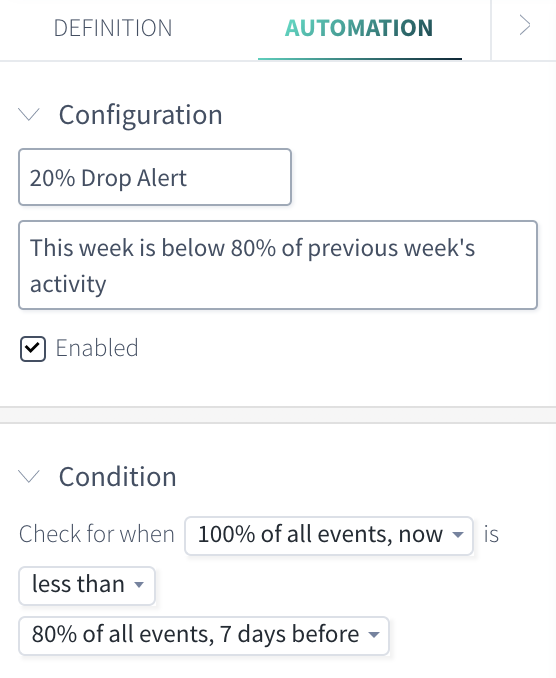 DEFINITION
AUTOMATION
Configuration
20% Drop Alert
This week is below 80% of previous week's
activity
Enabled
Condition
Check for when 100% of all events, now is
less than
80% of all events, 7 days before